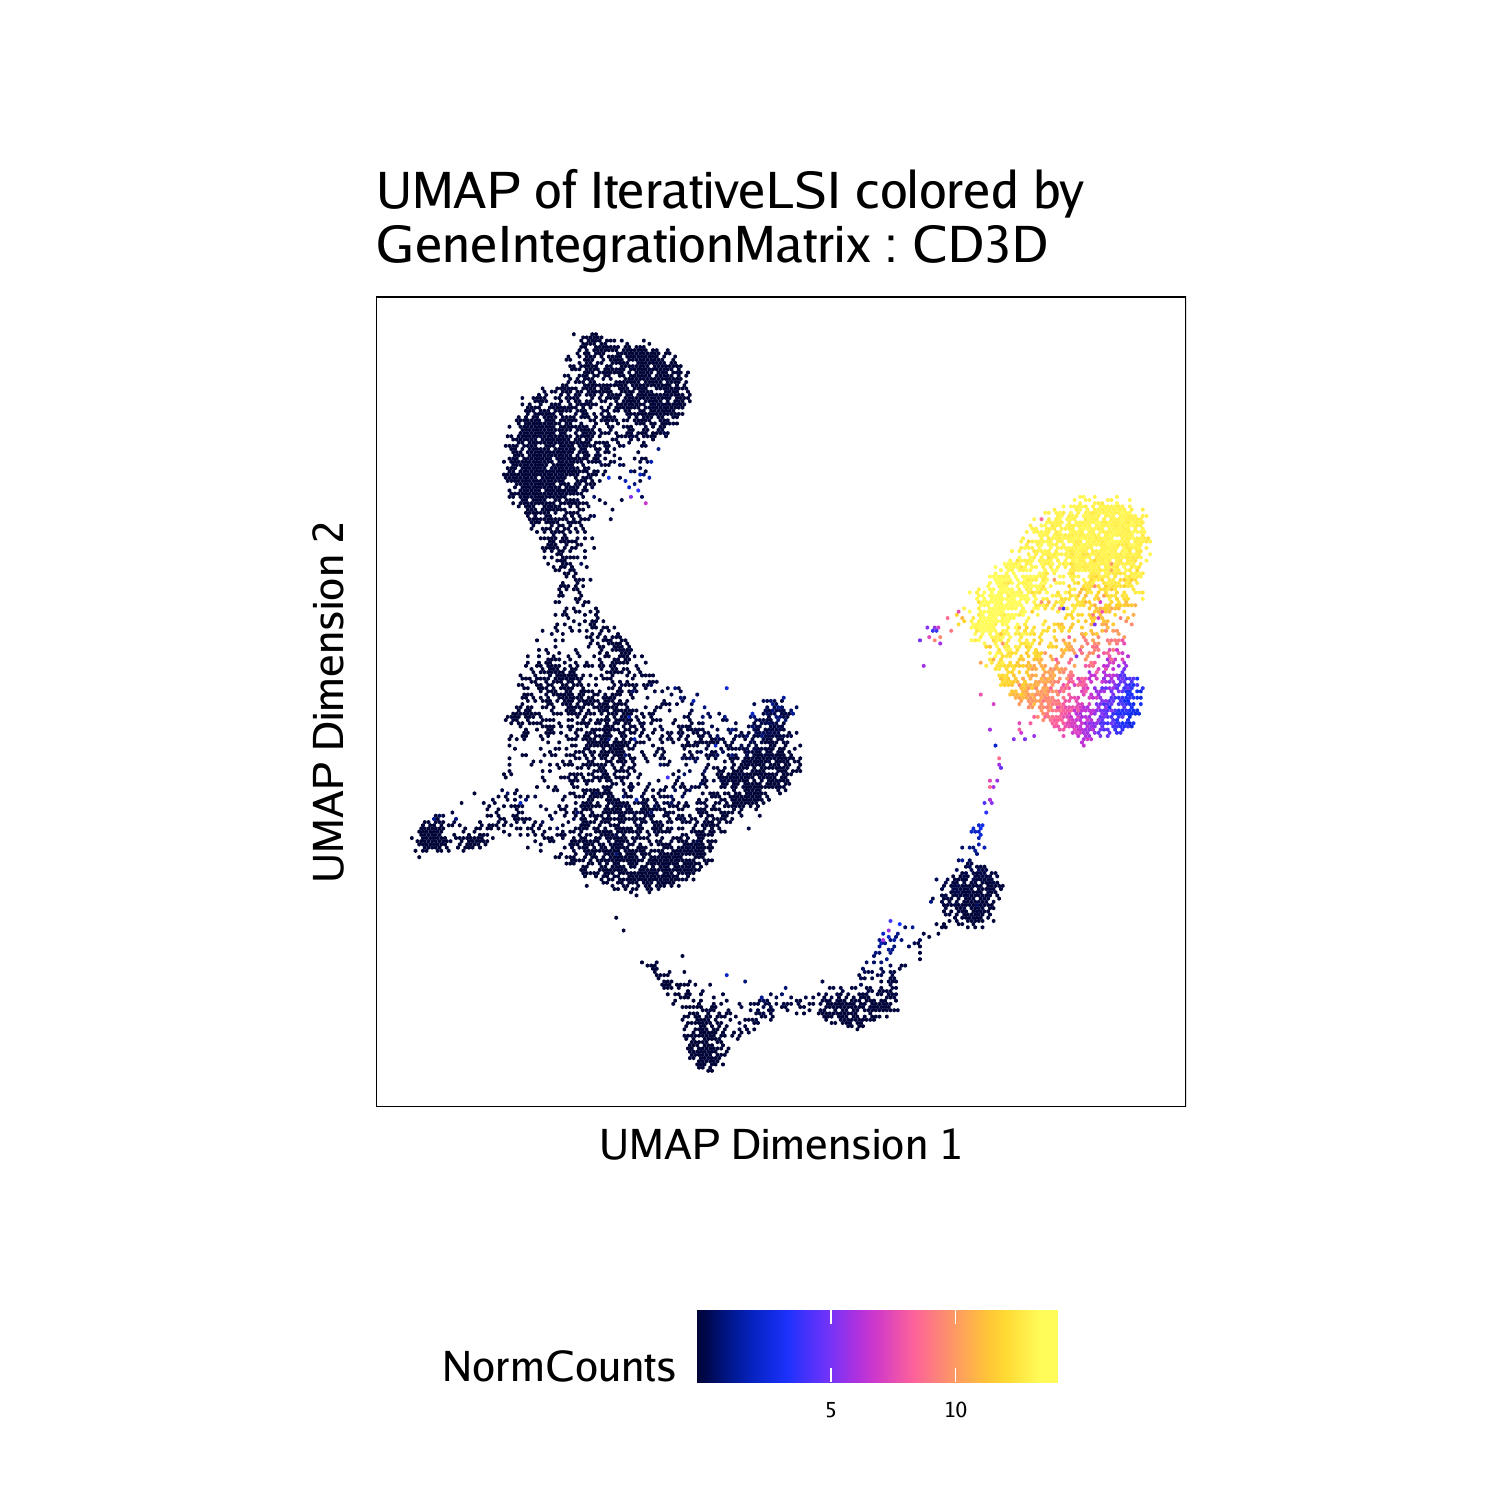 UMAP of IterativeLSI colored by
GeneIntegrationMatrix : CD3D
UMAP Dimension 2
UMAP Dimension 1
NormCounts
5
10